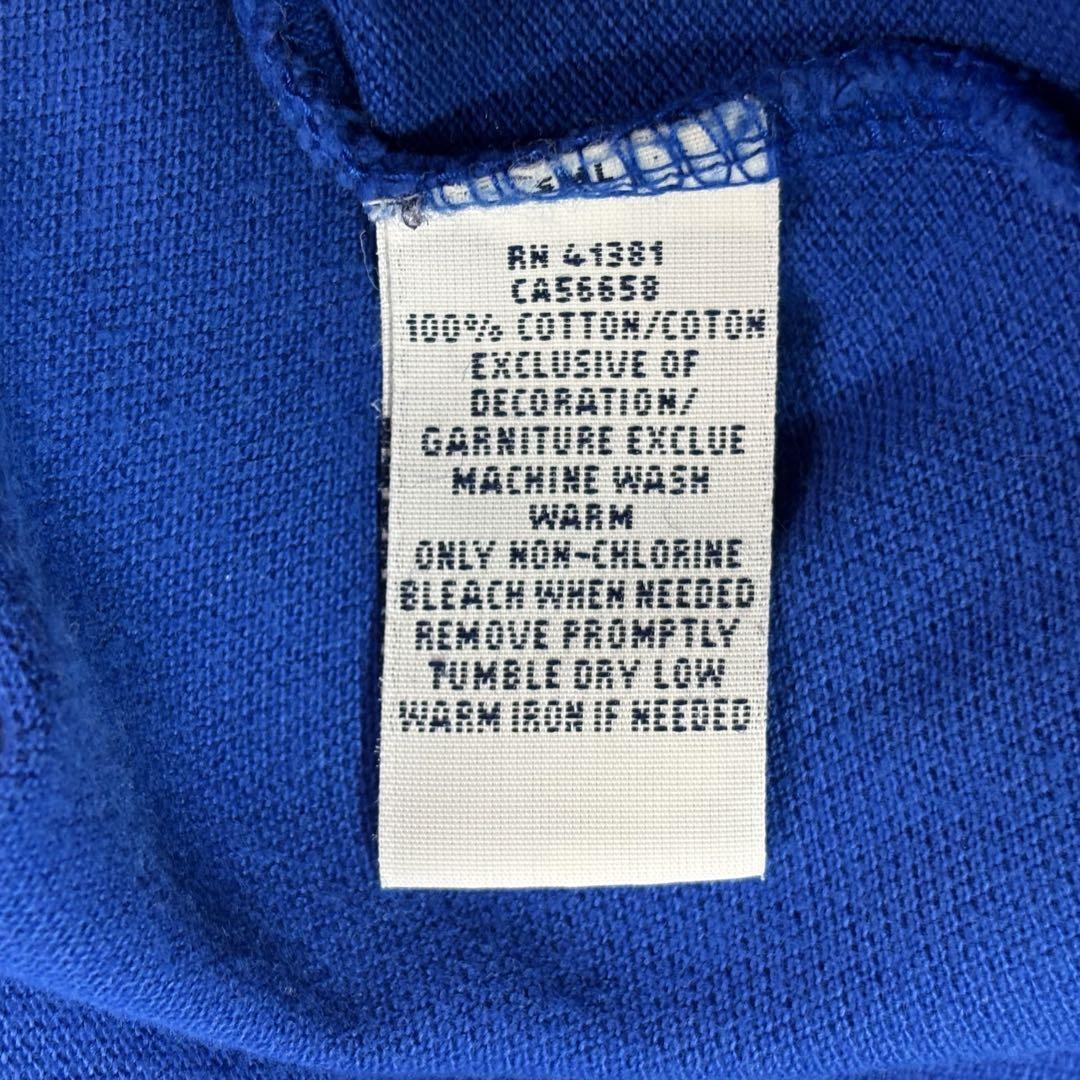 RN 41381
CA56658
100% COTTON/COTON
EXCLUSIVE OF
DECORATION/
GARNITURE EXCLUE
MACHINE WASH
WARM
ONLY NON-CHLORINE
BLEACH WHEN NEEDED
REMOVE PROMPTLY
TUMBLE DRY LOW
WARM IRON IF NEEDED